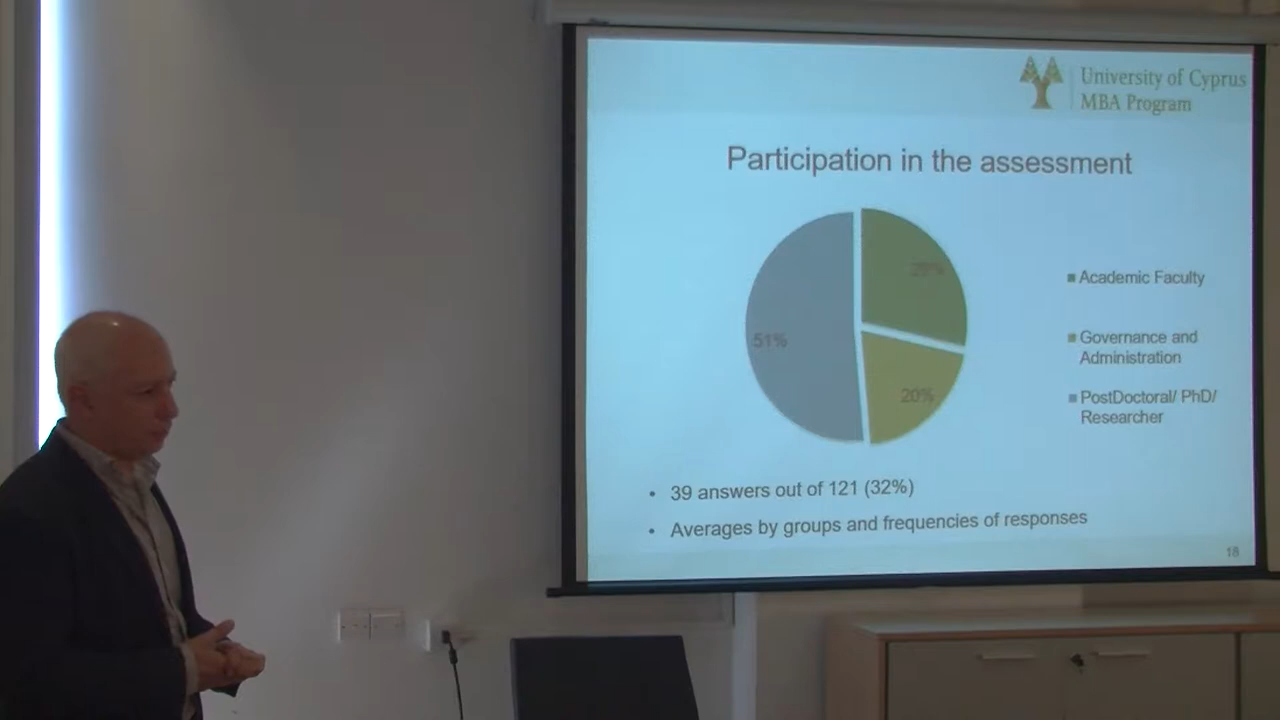 University of Cyprus
MBA Program
Participation in the assessment
51%
20%
Academic Faculty
Governance and
Administration
PostDoctoral/ PhD/
Researcher
• 39 answers out of 121 (32%)
• Averages by groups and frequencies of responses
18